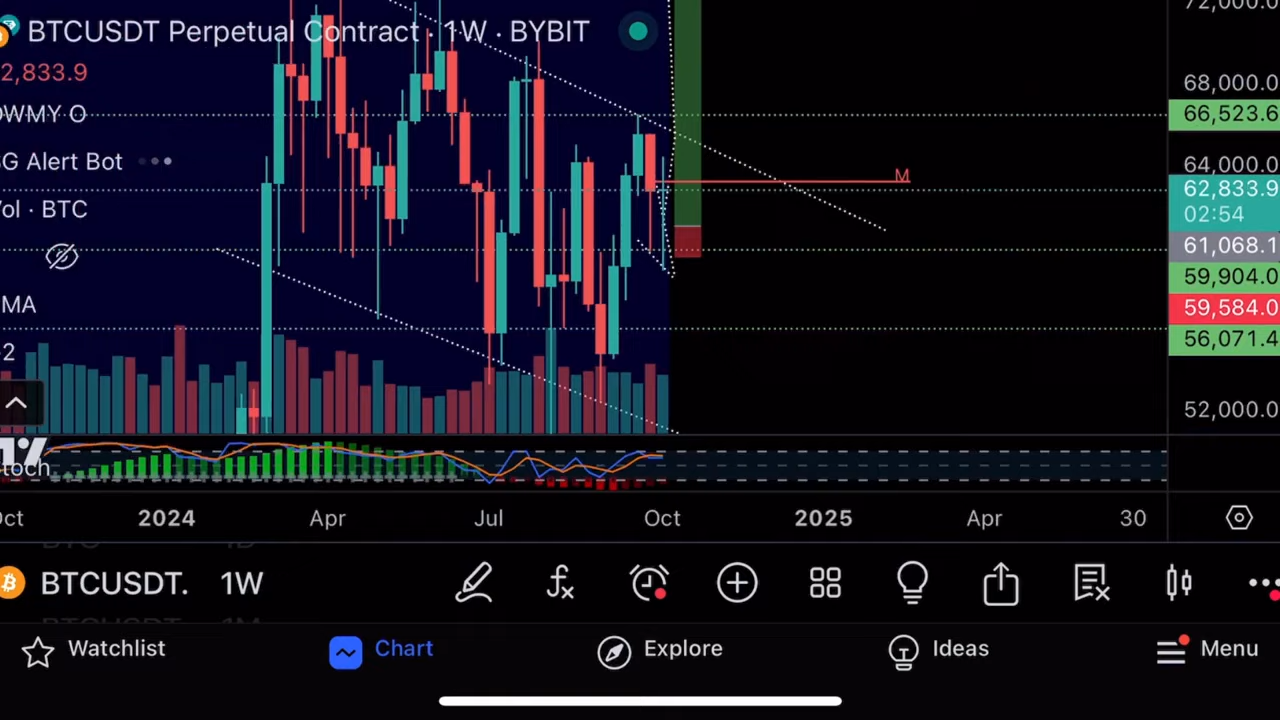 72,000.0
BTCUSDT Perpetual Contract · 1W · BYBIT
2,833.9
68,000.0
OWMY O
66,523.6
G Alert Bot
64,000.0
M
62,833.9
02:54
Vol · BTC
61,068.1
59,904.0
MA
59,584.0
56,071.4
2
52,000.0
Stoch
Oct 2024 Apr Jul Oct 2025 Apr 30
BTCUSDT. 1W
Watchlist Chart Explore Ideas Menu